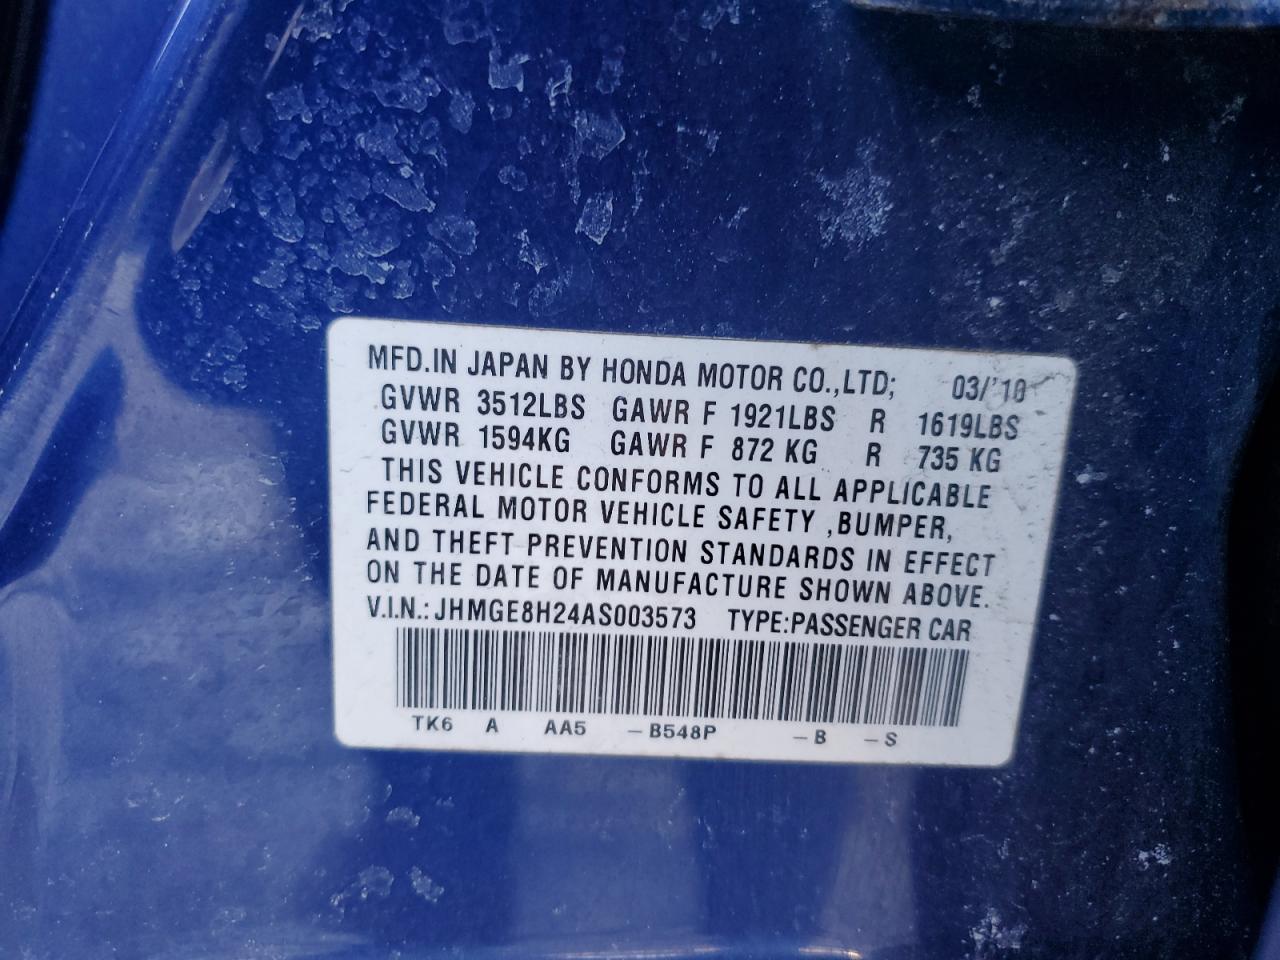 MFD.IN JAPAN BY HONDA MOTOR CO.,LTD; 03/'10
GVWR 3512LBS GAWR F 1921LBS R 1619LBS
GVWR 1594KG GAWR F 872 KG R 735 KG
THIS VEHICLE CONFORMS TO ALL APPLICABLE
FEDERAL MOTOR VEHICLE SAFETY ,BUMPER,
AND THEFT PREVENTION STANDARDS IN EFFECT
ON THE DATE OF MANUFACTURE SHOWN ABOVE.
V.I.N.: JHMGE8H24AS003573 TYPE:PASSENGER CAR
TK6 A AA5 –B548P –B –S